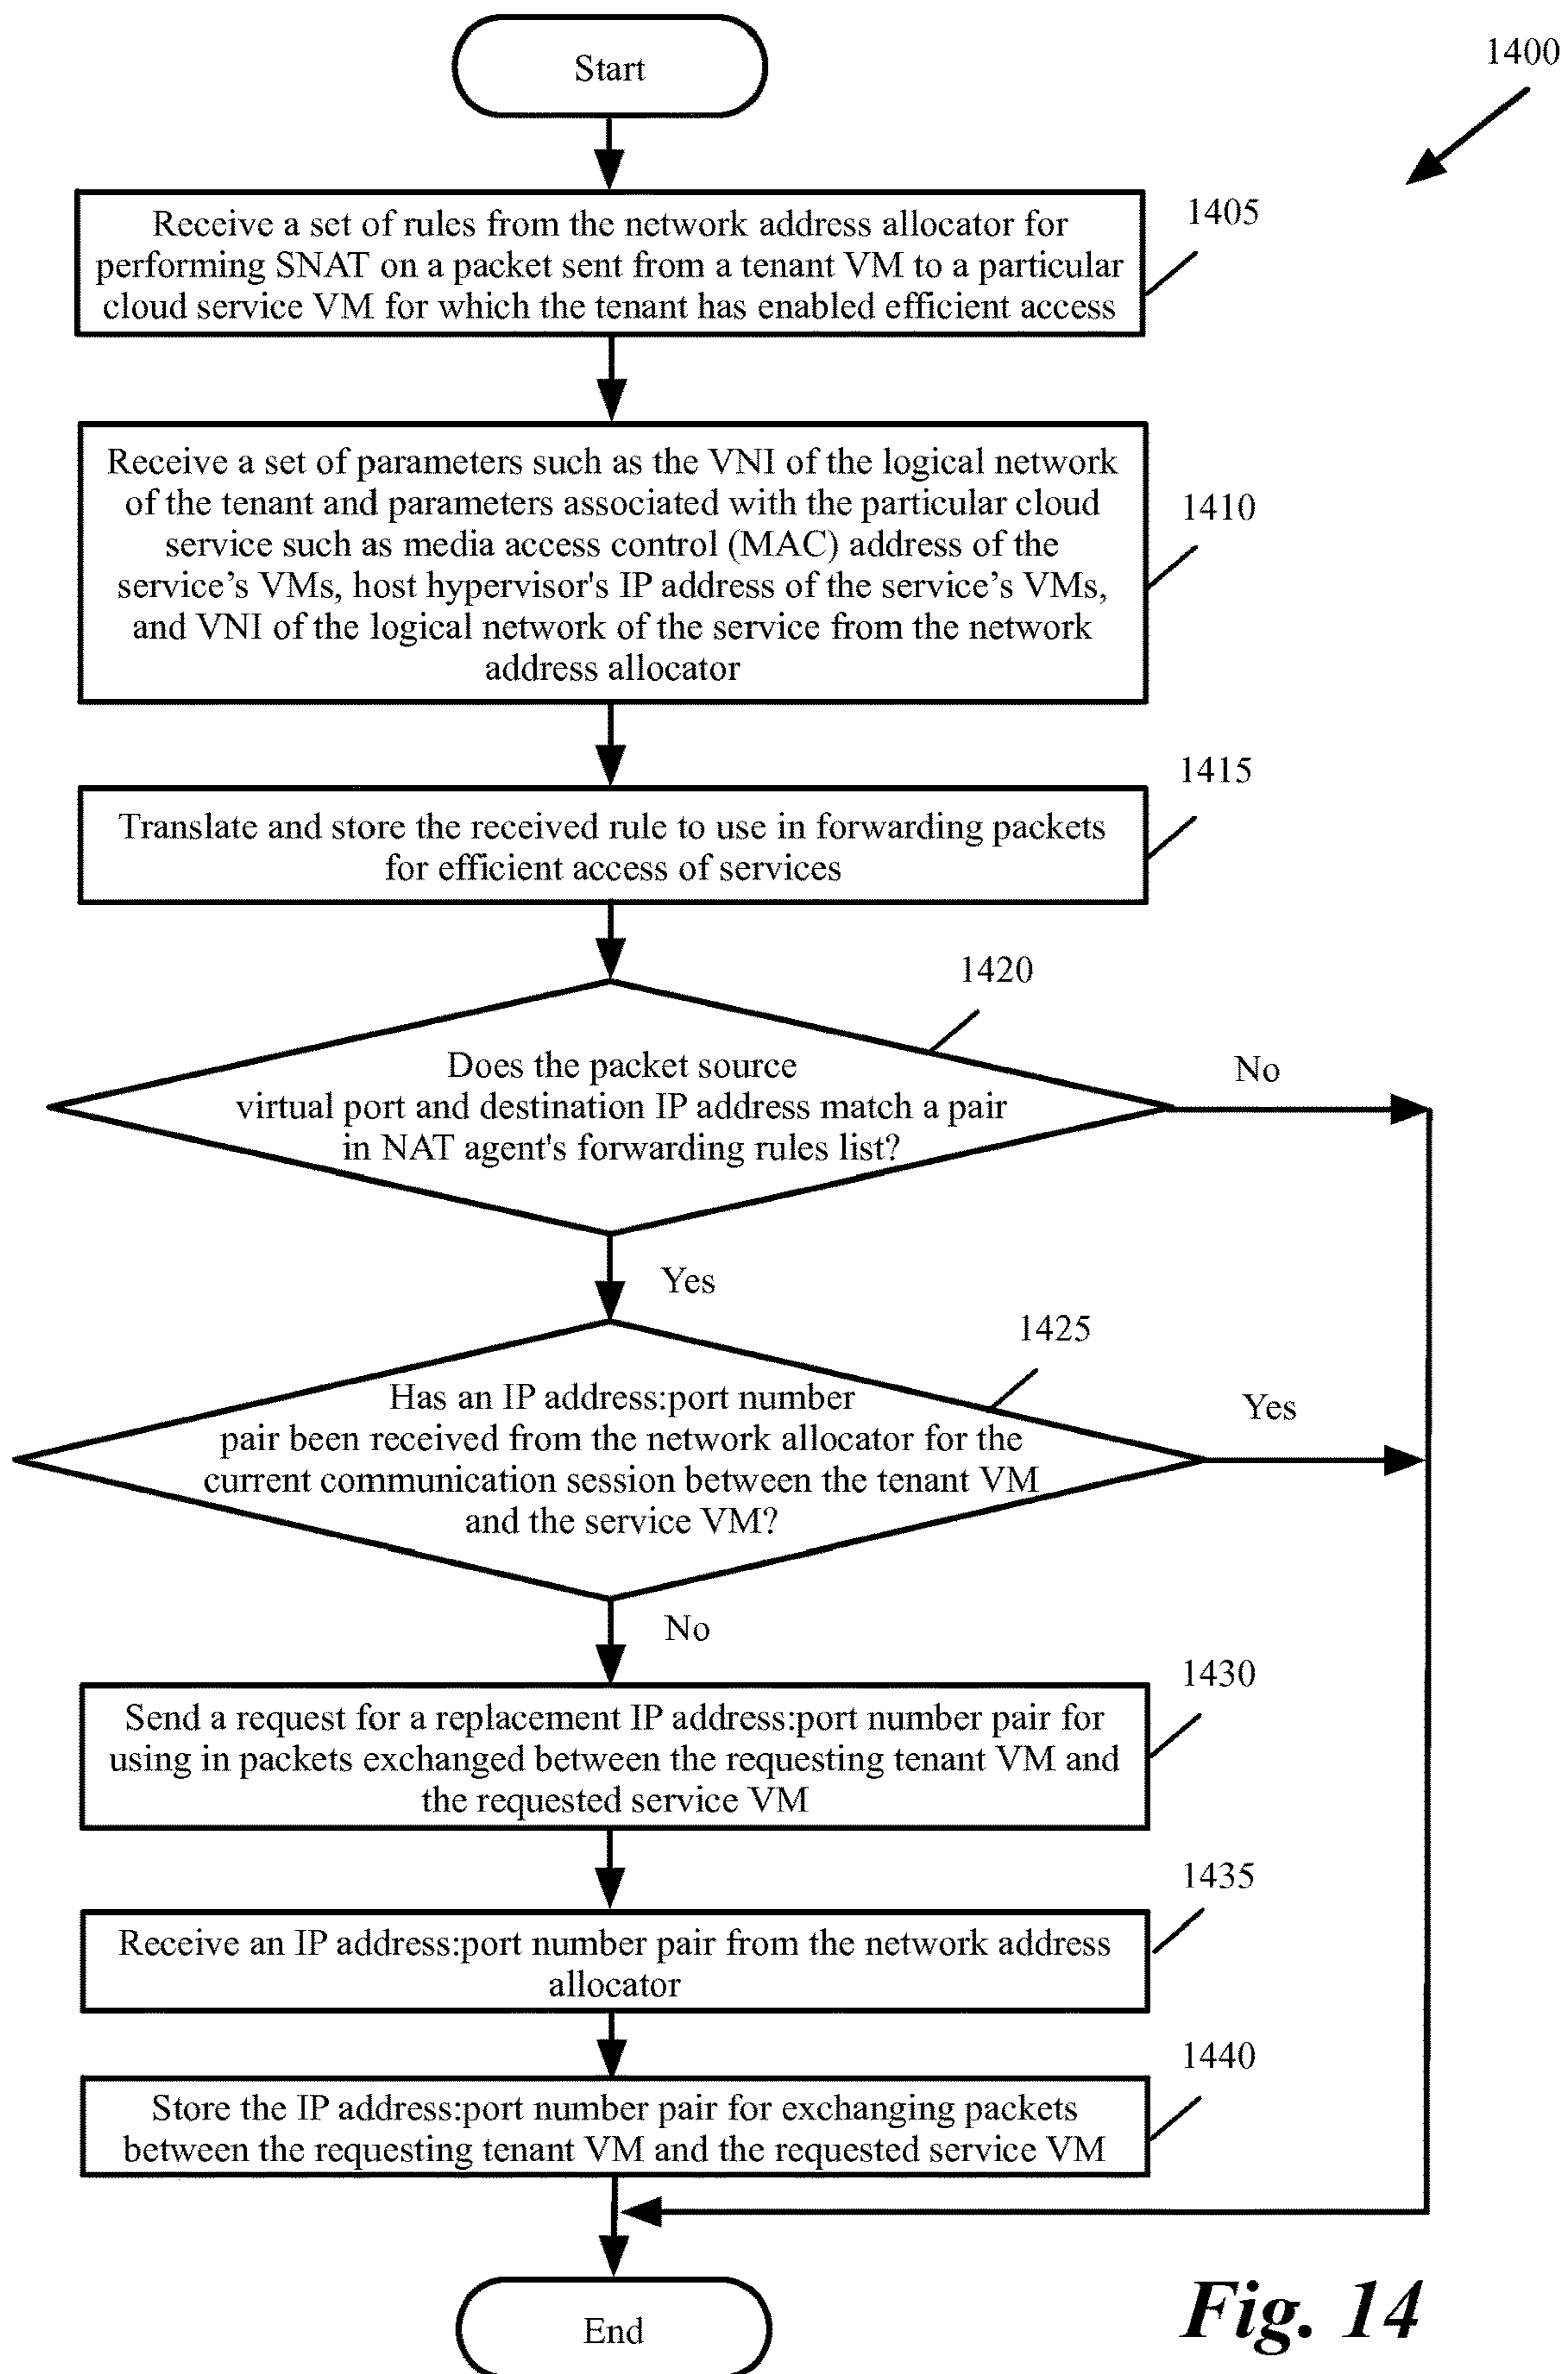 Start
1400
1405
Receive a set of rules from the network address allocator for
performing SNAT on a packet sent from a tenant VM to a particular
cloud service VM for which the tenant has enabled efficient access
1410
Receive a set of parameters such as the VNI of the logical network
of the tenant and parameters associated with the particular cloud
service such as media access control (MAC) address of the
service’s VMs, host hypervisor's IP address of the service’s VMs,
and VNI of the logical network of the service from the network
address allocator
1415
Translate and store the received rule to use in forwarding packets
for efficient access of services
1420
Does the packet source
virtual port and destination IP address match a pair
in NAT agent's forwarding rules list?
No
Yes
1425
Has an IP address:port number
pair been received from the network allocator for the
current communication session between the tenant VM
and the service VM?
Yes
No
1430
Send a request for a replacement IP address:port number pair for
using in packets exchanged between the requesting tenant VM and
the requested service VM
1435
Receive an IP address:port number pair from the network address
allocator
1440
Store the IP address:port number pair for exchanging packets
between the requesting tenant VM and the requested service VM
End
Fig. 14